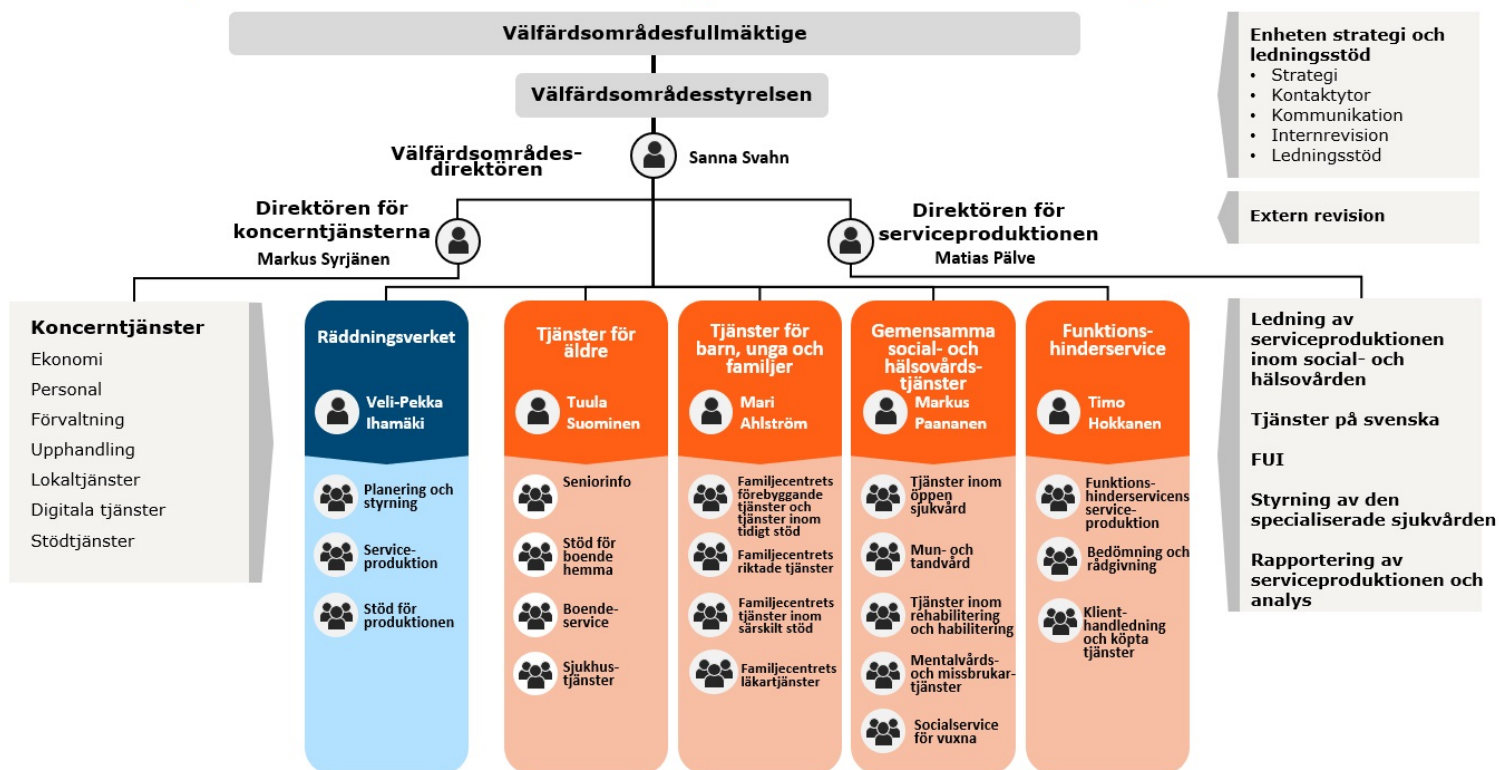 Välfärdsområdesfullmäktige
Välfärdsområdesstyrelsen
Välfärdsområdes-
direktören
Sanna Svahn
Direktören för
koncerntjänsterna
Markus Syrjänen
Direktören för
serviceproduktionen
Matias Pälve
Enheten strategi och
ledningsstöd
• Strategi
• Kontaktytor
• Kommunikation
• Internrevision
• Ledningsstöd
Extern revision
Koncerntjänster
Ekonomi
Personal
Förvaltning
Upphandling
Lokaltjänster
Digitala tjänster
Stödtjänster
Räddningsverket
Veli-Pekka
Ihamäki
Planering och
styrning
Service-
produktion
Stöd för
produktionen
Tjänster för
äldre
Tuula
Suominen
Seniorinfo
Stöd för
boende
hemma
Boende-
service
Sjukhus-
tjänster
Tjänster för
barn, unga och
familjer
Mari
Ahlström
Familjecentrets
förebyggande
tjänster och
tjänster inom
tidigt stöd
Familjecentrets
riktade tjänster
Familjecentrets
tjänster inom
särskilt stöd
Familjecentrets
läkartjänster
Gemensamma
social- och
hälsovårds-
tjänster
Markus
Paananen
Tjänster inom
öppen
sjukvård
Mun- och
tandvård
Tjänster inom
rehabilitering
och habilitering
Mentalvårds-
och missbrukar-
tjänster
Socialservice
för vuxna
Funktions-
hinderservice
Timo
Hokkanen
Funktions-
hinderservicens
service-
produktion
Bedömning och
rådgivning
Klient-
handledning
och köpta
tjänster
Ledning av
serviceproduktionen
inom social- och
hälsovården
Tjänster på svenska
FUI
Styrning av den
specialiserade sjukvården
Rapportering av
serviceproduktionen och
analys